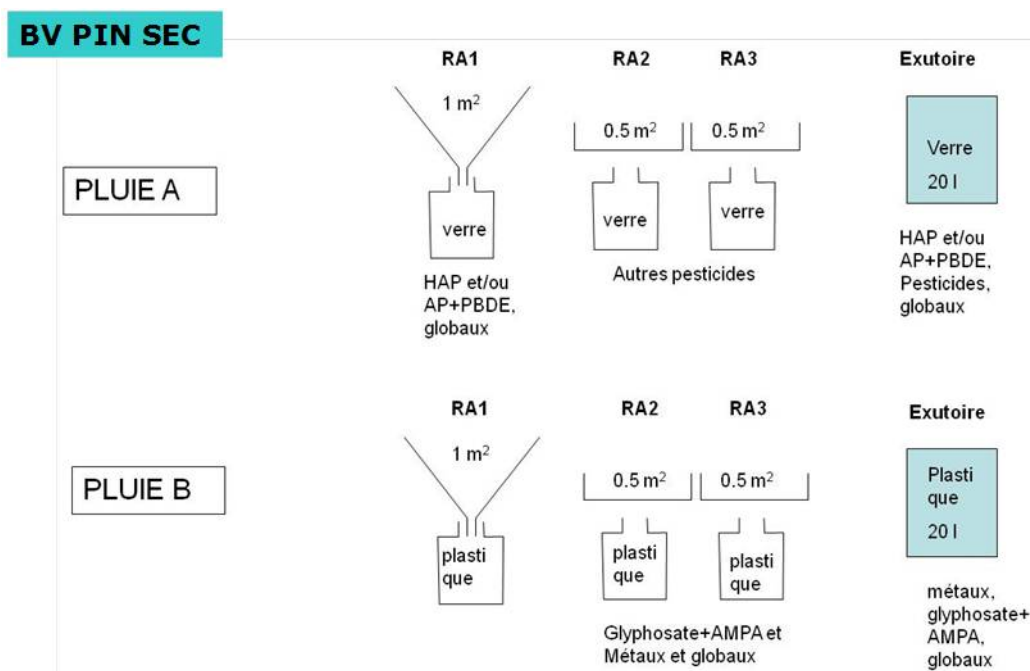 BV PIN SEC
RA1
RA2
RA3
Exutoire
1 m²
0.5 m²
0.5 m²
PLUIE A
verre
verre
verre
Verre
20 l
HAP et/ou
AP+PBDE,
globaux
Autres pesticides
HAP et/ou
AP+PBDE,
Pesticides,
globaux
RA1
RA2
RA3
Exutoire
1 m²
0.5 m²
0.5 m²
PLUIE B
plasti
que
plasti
que
plasti
que
Plasti
que
20 l
Glyphosate+AMPA et
Métaux et globaux
métaux,
glyphosate+
AMPA,
globaux